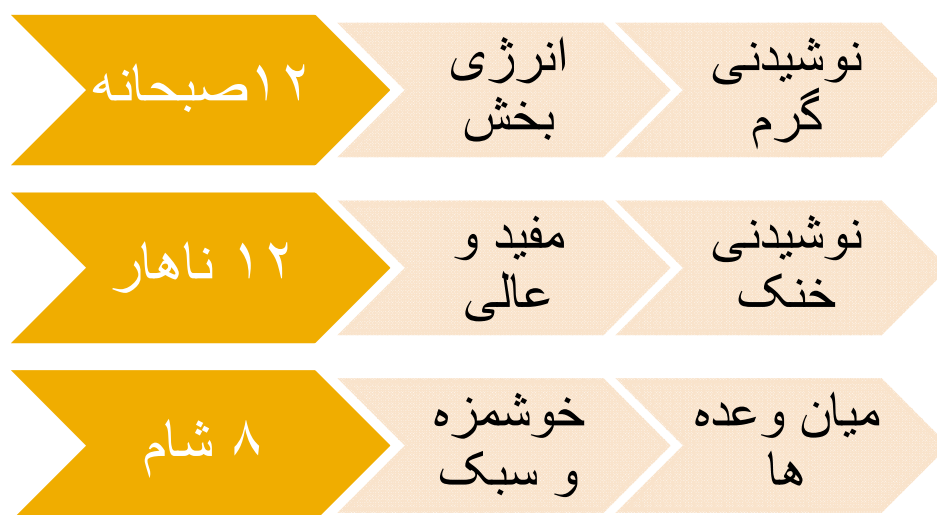 ۱۲صبحانه
انرژی
بخش
نوشیدنی
گرم
۱۲ ناهار
مفید و
عالی
نوشیدنی
خنک
۸ شام
خوشمزه
و سبک
میان وعده
ها